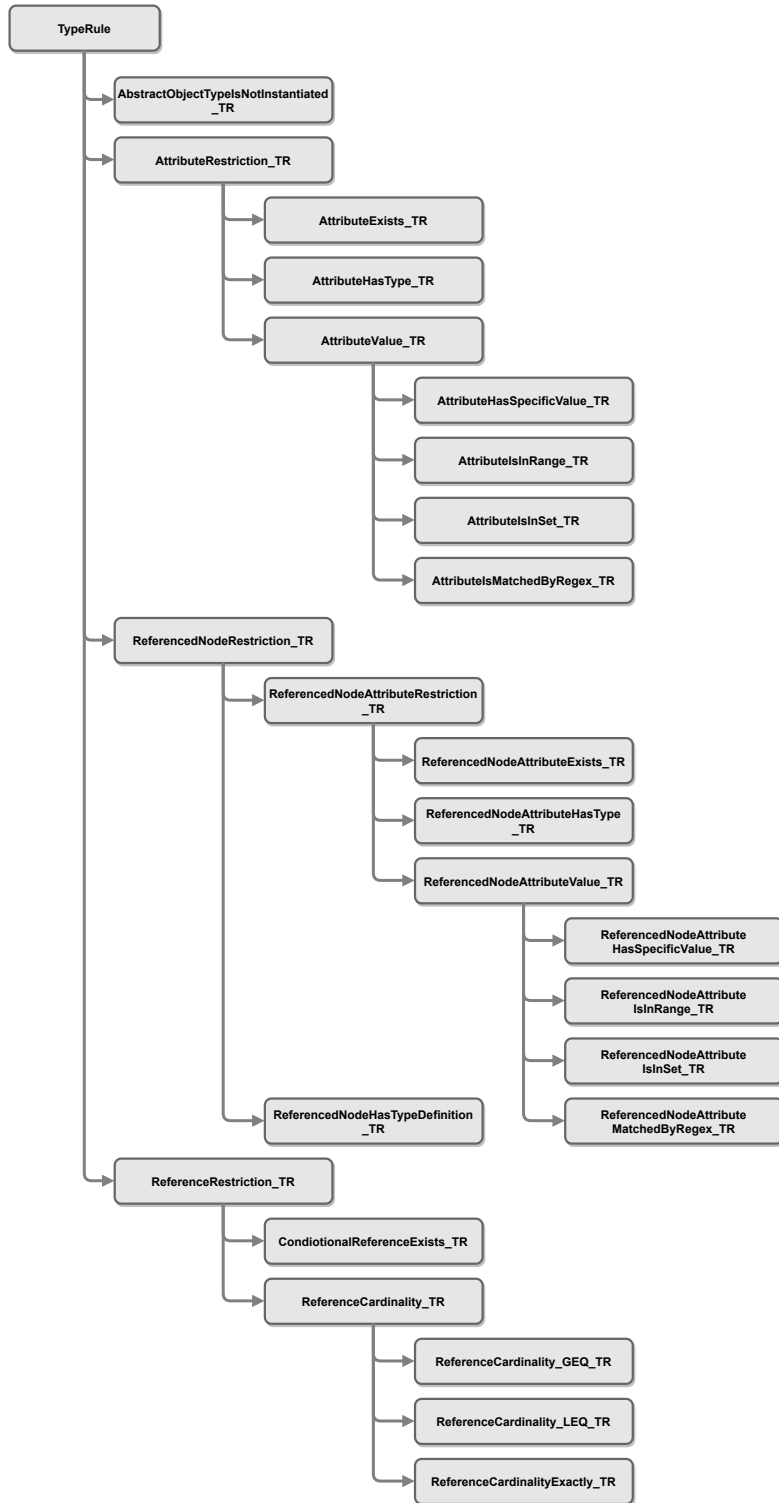 TypeRule
AbstractObjectTypeIsNotInstantiated
_TR
AttributeRestriction_TR
AttributeExists_TR
AttributeHasType_TR
AttributeValue_TR
AttributeHasSpecificValue_TR
AttributeIsInRange_TR
AttributeIsInSet_TR
AttributeIsMatchedByRegex_TR
ReferencedNodeRestriction_TR
ReferencedNodeAttributeRestriction
_TR
ReferencedNodeAttributeExists_TR
ReferencedNodeAttributeHasType
_TR
ReferencedNodeAttributeValue_TR
ReferencedNodeAttribute
HasSpecificValue_TR
ReferencedNodeAttribute
IsInRange_TR
ReferencedNodeAttribute
IsInSet_TR
ReferencedNodeAttribute
MatchedByRegex_TR
ReferencedNodeHasTypeDefinition
_TR
ReferenceRestriction_TR
CondiotionalReferenceExists_TR
ReferenceCardinality_TR
ReferenceCardinality_GEQ_TR
ReferenceCardinality_LEQ_TR
ReferenceCardinalityExactly_TR